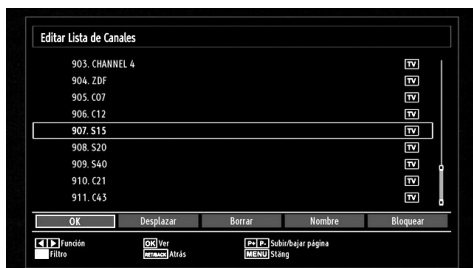 Editar Lista de Canales
903. CHANNEL 4 TV
904. ZDF TV
905. C07 TV
906. C12 TV
907. S15 TV
908. S20 TV
909. S40 TV
910. C21 TV
911. C43 TV
OK Desplazar Borrar Nombre Bloquear
Función OK Ver P+ P- Subir/bajar página
Filtro RET/BACK Atrás MENU Stäng